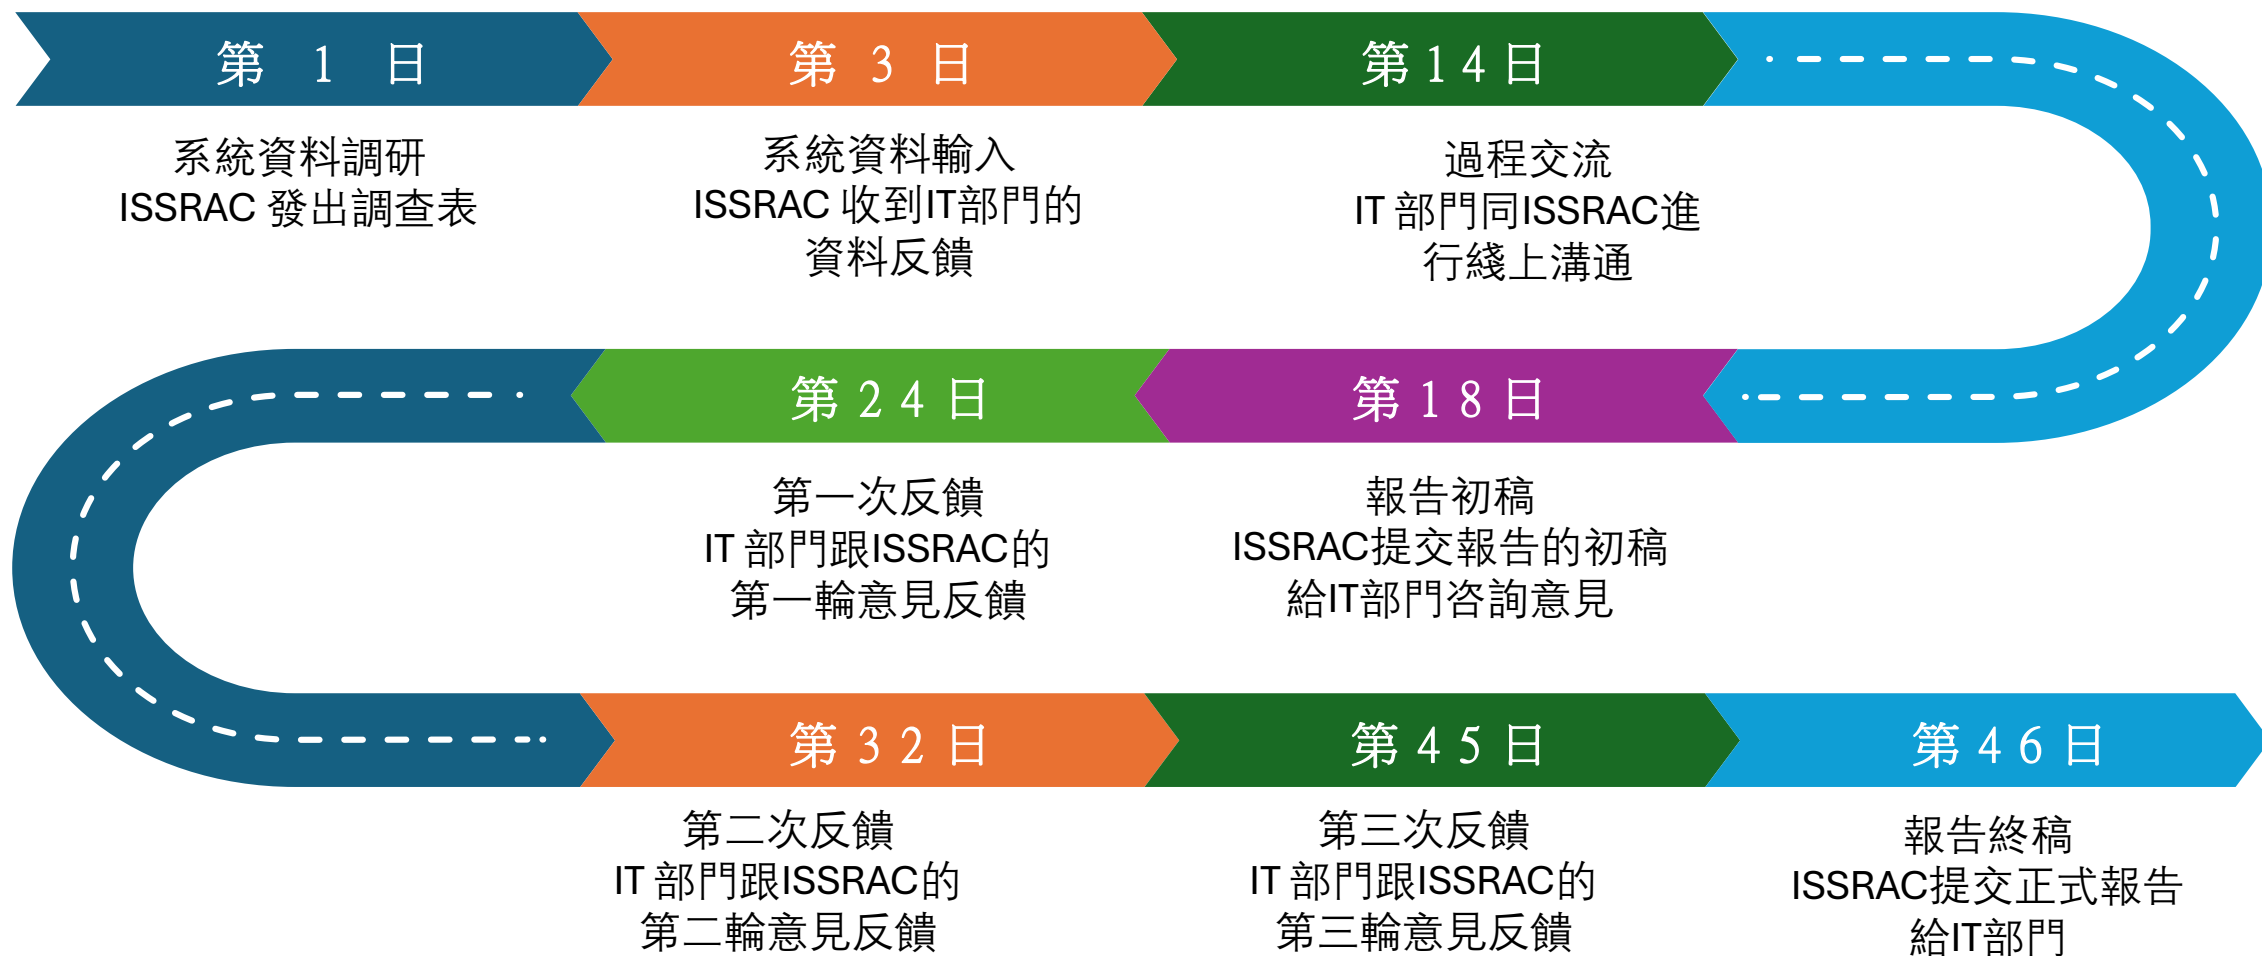 第 1 日
系統資料調研
ISSRAC 發出調查表
第 3 日
系統資料輸入
ISSRAC 收到IT部門的
資料反饋
第14日
過程交流
IT 部門同ISSRAC進
行綫上溝通
第18日
報告初稿
ISSRAC提交報告的初稿
給IT部門咨詢意見
第24日
第一次反饋
IT 部門跟ISSRAC的
第一輪意見反饋
第32日
第二次反饋
IT 部門跟ISSRAC的
第二輪意見反饋
第45日
第三次反饋
IT 部門跟ISSRAC的
第三輪意見反饋
第46日
報告終稿
ISSRAC提交正式報告
給IT部門